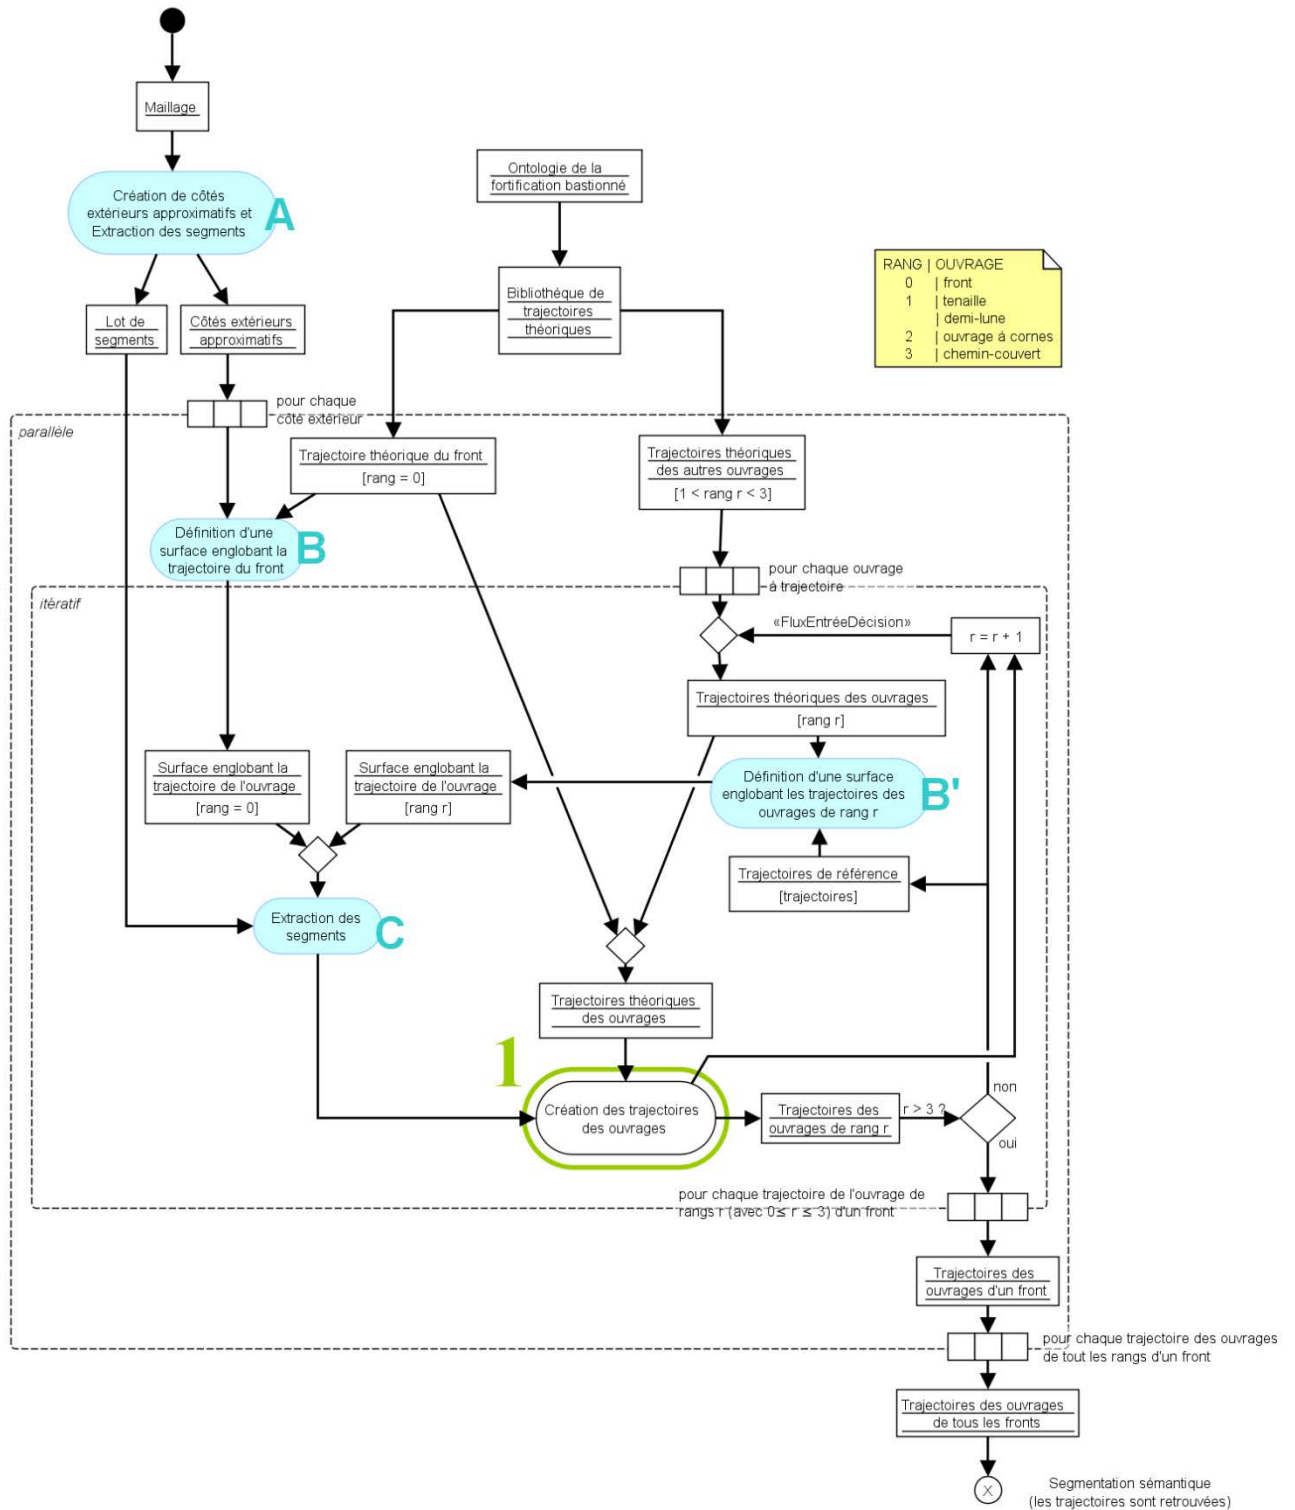 Maillage
Création de côtés
extérieurs approximatifs et
Extraction des segments
A
Ontologie de la
fortification bastionné
RANG | OUVRAGE
0 | front
1 | tenaille
| demi-lune
2 | ouvrage à cornes
3 | chemin-couvert
Bibliothéque de
trajectoires
théoriques
Lot de
segments
Côtés extérieurs
approximatifs
pour chaque
côté extérieur
parallèle
Trajectoire théorique du front
[rang = 0]
Trajectoires théoriques
des autres ouvrages
[1 < rang r < 3]
Définition d'une
surface englobant la
trajectoire du front
B
pour chaque ouvrage
à trajectoire
itératif
«FluxEntréeDécision»
r = r + 1
Trajectoires théoriques des ouvrages
[rang r]
Surface englobant la
trajectoire de l'ouvrage
[rang = 0]
Surface englobant la
trajectoire de l'ouvrage
[rang r]
Définition d'une surface
englobant les trajectoires des
ouvrages de rang r
B'
Trajectoires de référence
[trajectoires]
Extraction des
segments
C
Trajectoires théoriques
des ouvrages
1
Création des trajectoires
des ouvrages
Trajectoires des
ouvrages de rang r
r > 3 ?
non
oui
pour chaque trajectoire de l'ouvrage de
rangs r (avec 0≤ r ≤ 3) d'un front
Trajectoires des
ouvrages d'un front
pour chaque trajectoire des ouvrages
de tout les rangs d'un front
Trajectoires des ouvrages
de tous les fronts
X
Segmentation sémantique
(les trajectoires sont retrouvées)